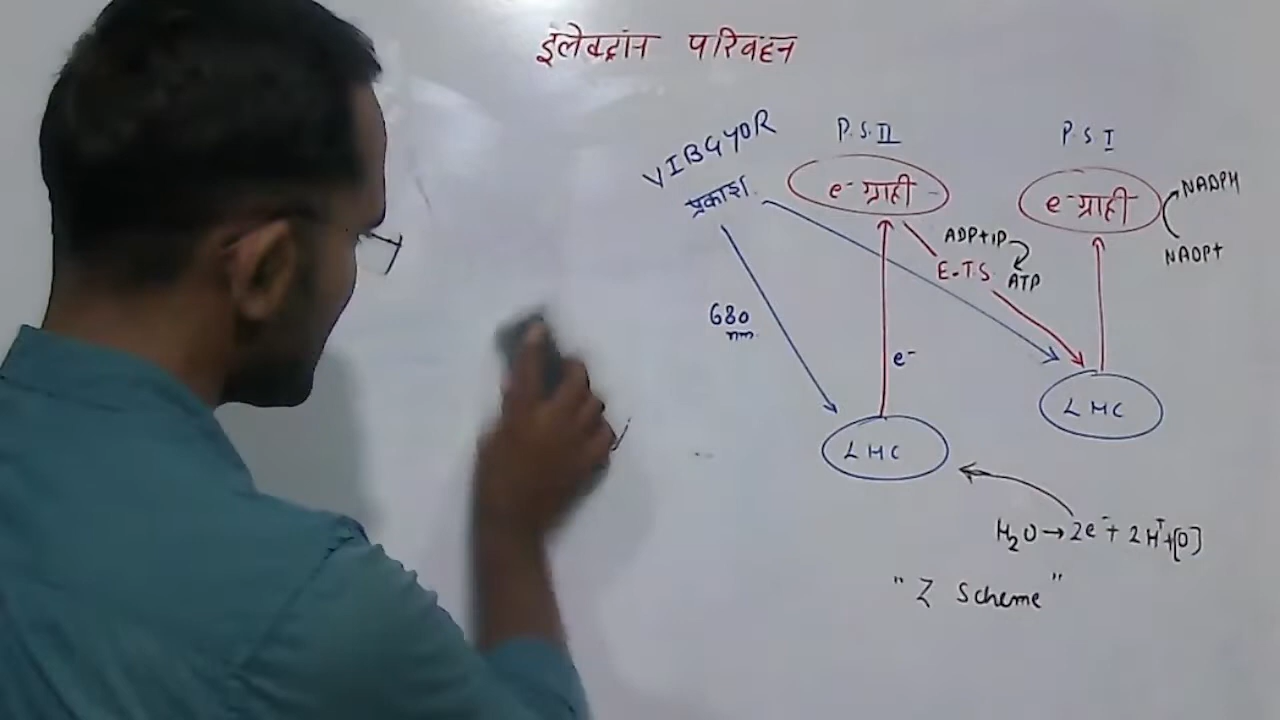 इलेक्ट्रॉन परिवहन
VIBGYOR
प्रकाश
P.S.II
P.S I
e- ग्राही
e- ग्राही
NADPH
NADP+
ADP+iP
E.T.S.
ATP
680
nm
e-
LHC
LHC
H2O→2e-+ 2H++[O]
"Z Scheme"